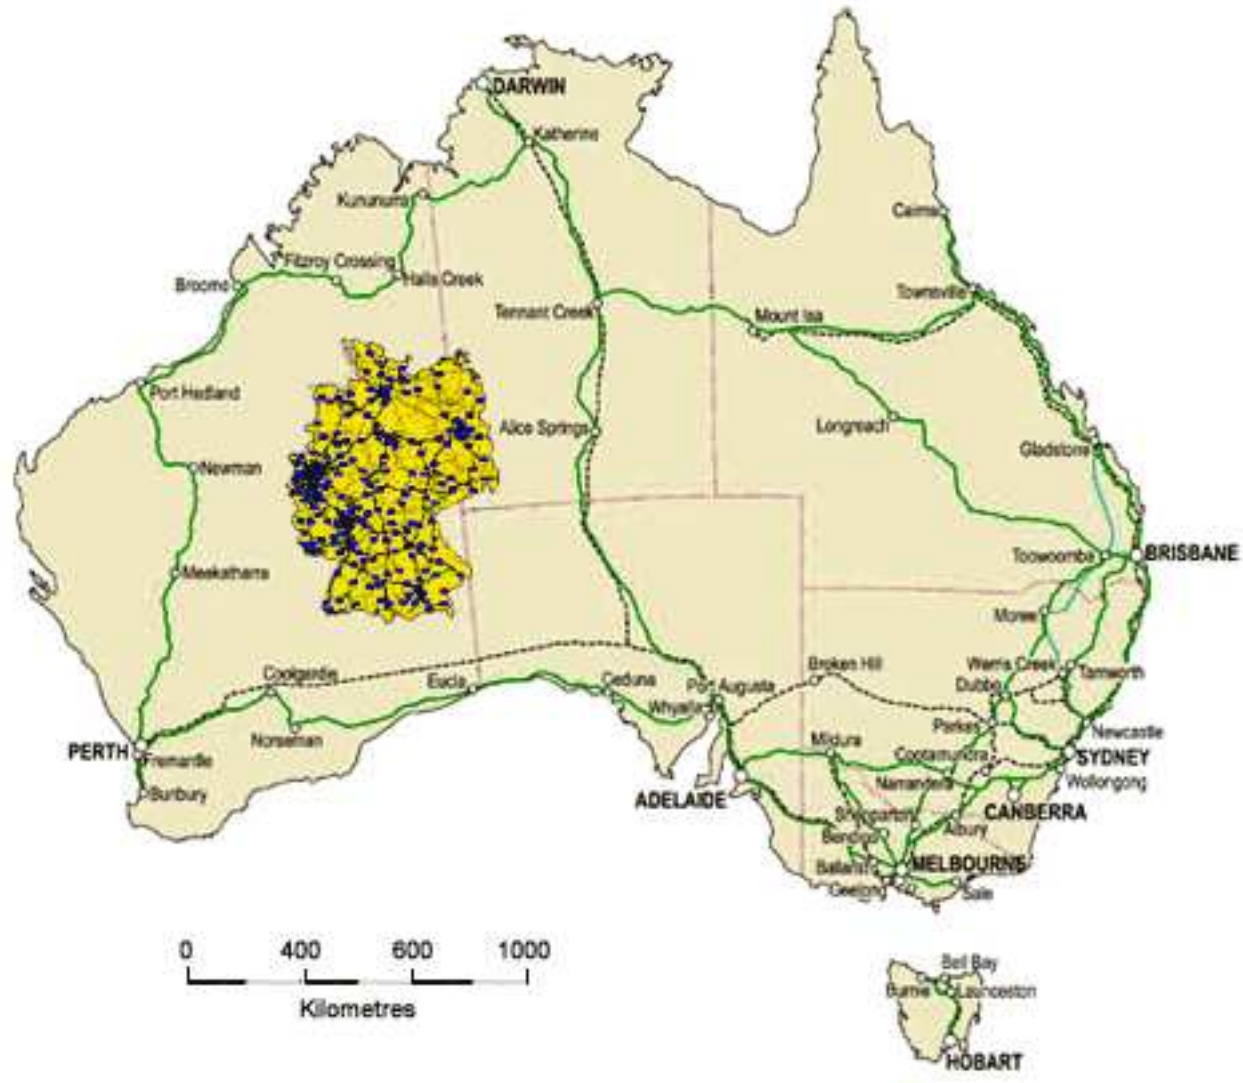 DARWIN
Katherine
Kununurra
Cairns
Fitzroy Crossing
Halls Creek
Broome
Townsville
Tennant Creek
Mount Isa
Port Hedland
Longreach
Alice Springs
Gladstone
Newman
BRISBANE
Toowoomba
Meekatharra
Moree
Broken Hill
Werris Creek
Tamworth
Coolgardie
Eucla
Ceduna
Port Augusta
Dubbo
Whyalla
Parkes
Newcastle
Norseman
Mildura
PERTH
Fremantle
Cootamundra
SYDNEY
Narrandera
Wollongong
Bunbury
ADELAIDE
CANBERRA
Shepparton
Albury
Bendigo
Ballarat
MELBOURNE
Geelong
Sale
0 400 600 1000
Kilometres
Bell Bay
Burnie
Launceston
HOBART